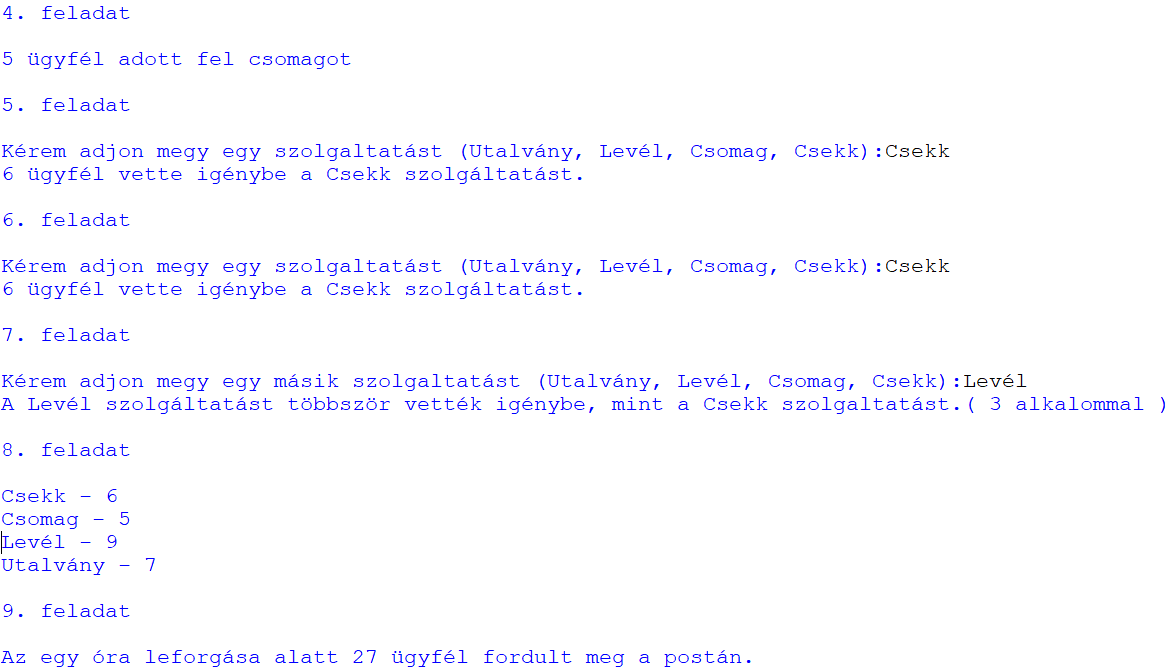 4. feladat
5 ügyfél adott fel csomagot
5. feladat
Kérem adjon megy egy szolgaltatást (Utalvány, Levél, Csomag, Csekk):Csekk
6 ügyfél vette igénybe a Csekk szolgáltatást.
6. feladat
Kérem adjon megy egy szolgaltatást (Utalvány, Levél, Csomag, Csekk):Csekk
6 ügyfél vette igénybe a Csekk szolgáltatást.
7. feladat
Kérem adjon megy egy másik szolgaltatást (Utalvány, Levél, Csomag, Csekk):Levél
A Levél szolgáltatást többször vették igénybe, mint a Csekk szolgaltatást.( 3 alkalommal )
8. feladat
Csekk - 6
Csomag - 5
Levél - 9
Utalvány - 7
9. feladat
Az egy óra leforgása alatt 27 ügyfél fordult meg a postán.